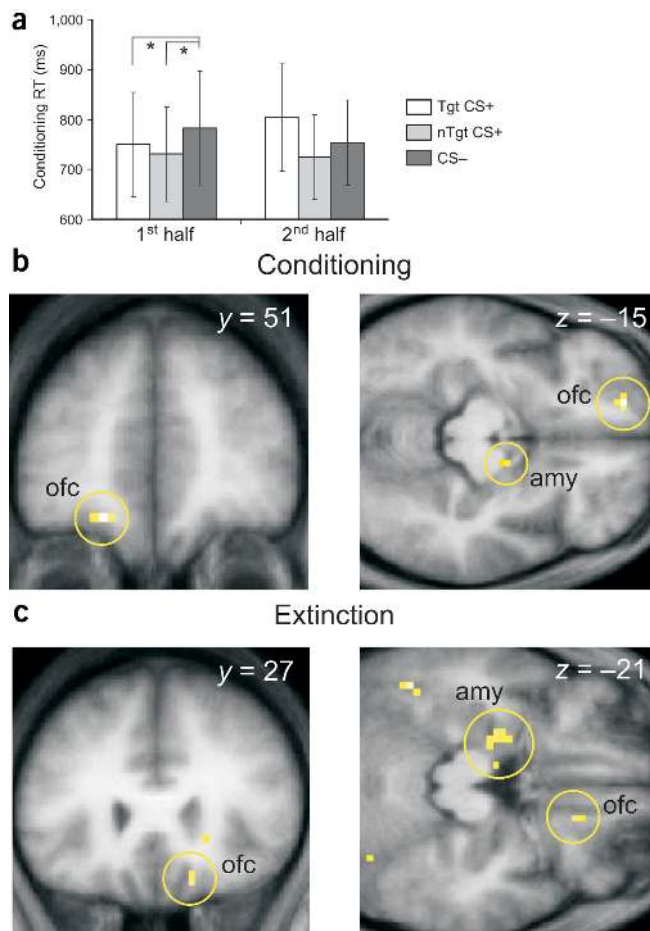 a
1,000
900
800
700
600
Conditioning RT (ms)
* *
1st half
2nd half
Tgt CS+
nTgt CS+
CS–
b
Conditioning
y = 51
ofc
z = –15
ofc
amy
c
Extinction
y = 27
ofc
z = –21
amy
ofc